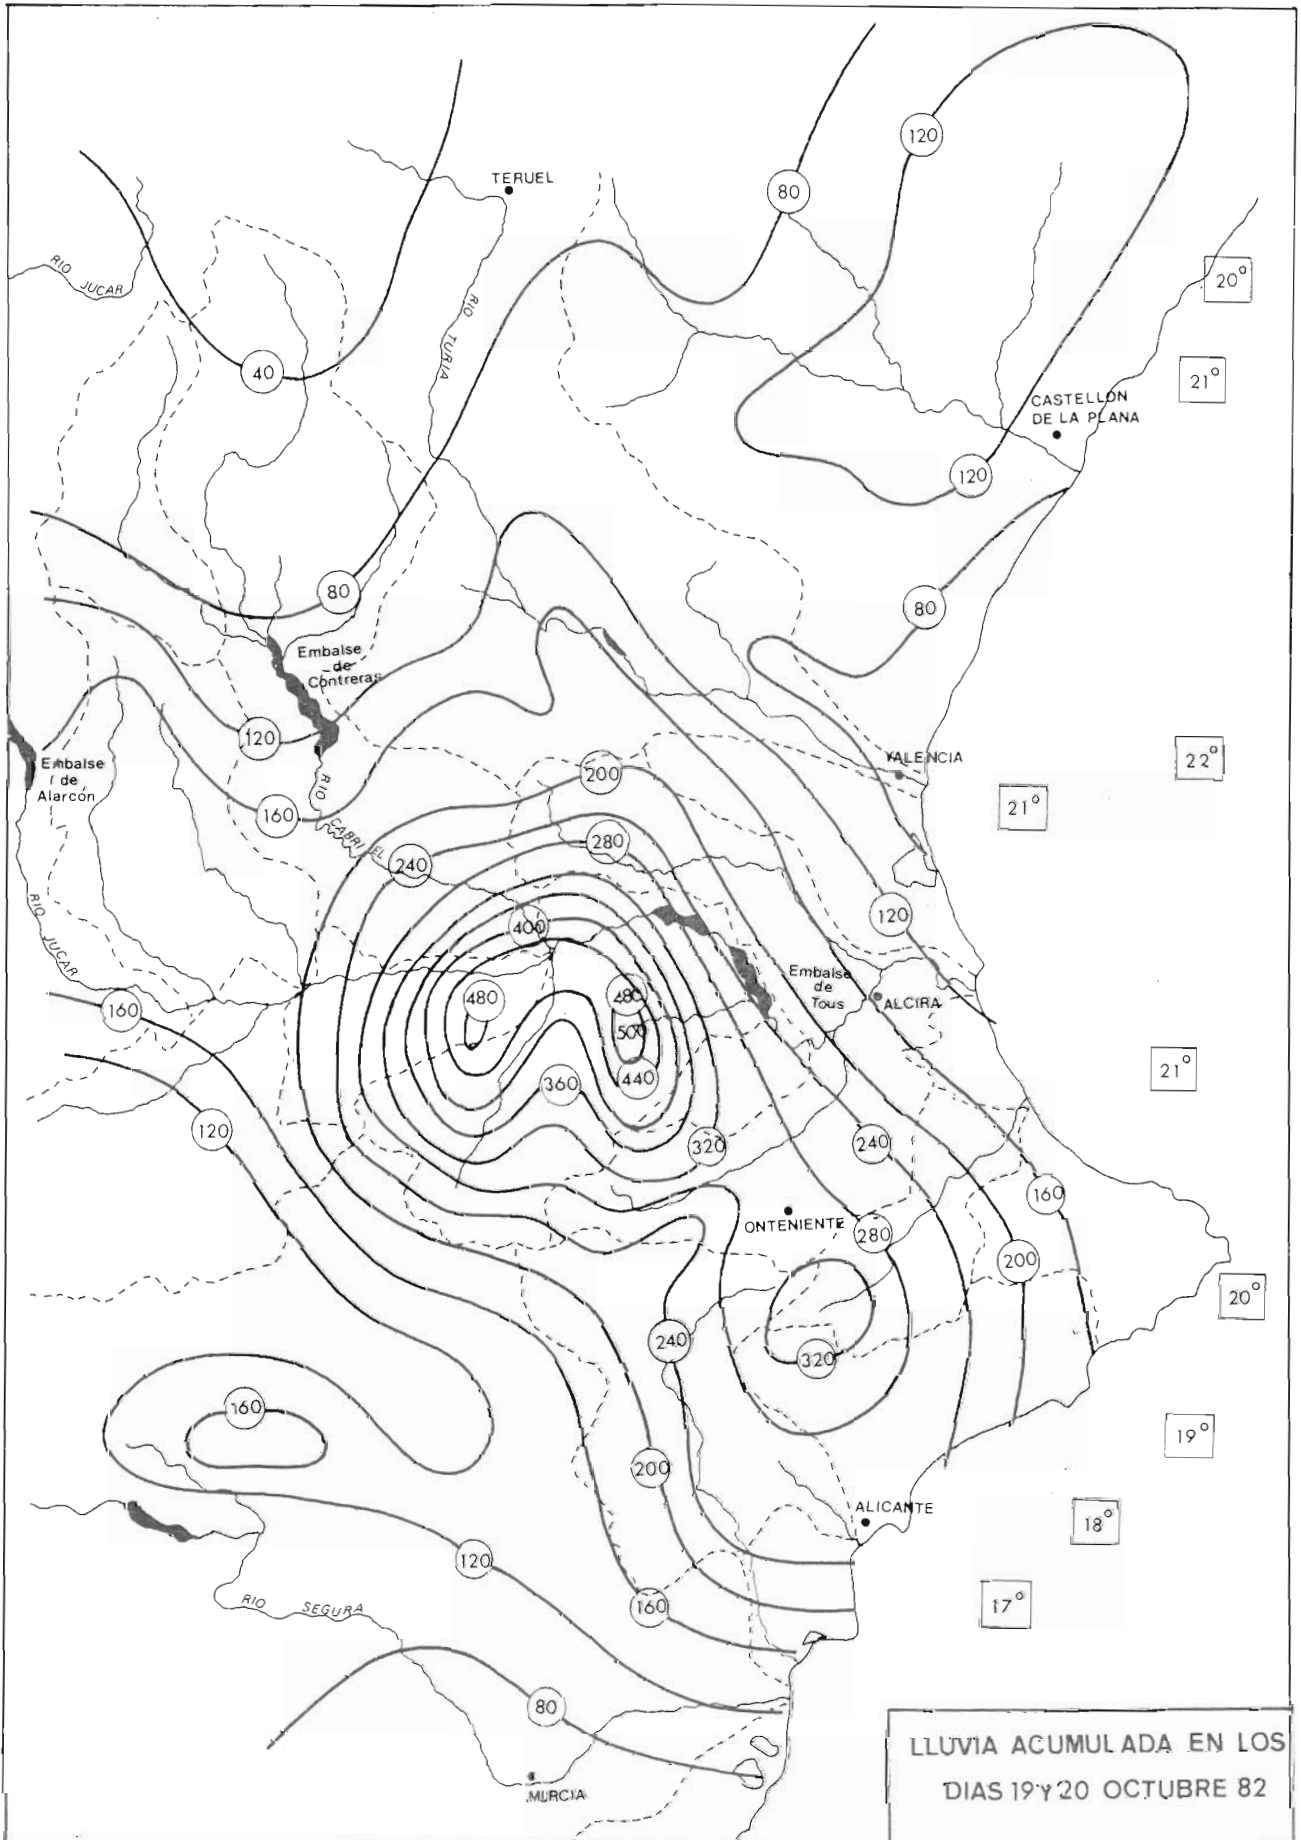 120
80
TERUEL
RIO JUCAR
20°
RIO TURIA
40
21°
CASTELLON
DE LA PLANA
120
80
80
Embalse
de
Contreras
120
VALENCIA
22°
Embalse
de
Alarcón
200
RIO CABRIEL
160
21°
280
240
120
400
RIO JUCAR
Embalse
de
Tous
480
480
ALCIRA
160
500
21°
440
360
120
240
320
160
ONTENIENTE
280
200
20°
240
320
160
19°
200
ALICANTE
18°
120
RIO SEGURA
160
17°
80
LLUVIA ACUMULADA EN LOS
DIAS 19 Y 20 OCTUBRE 82
MURCIA